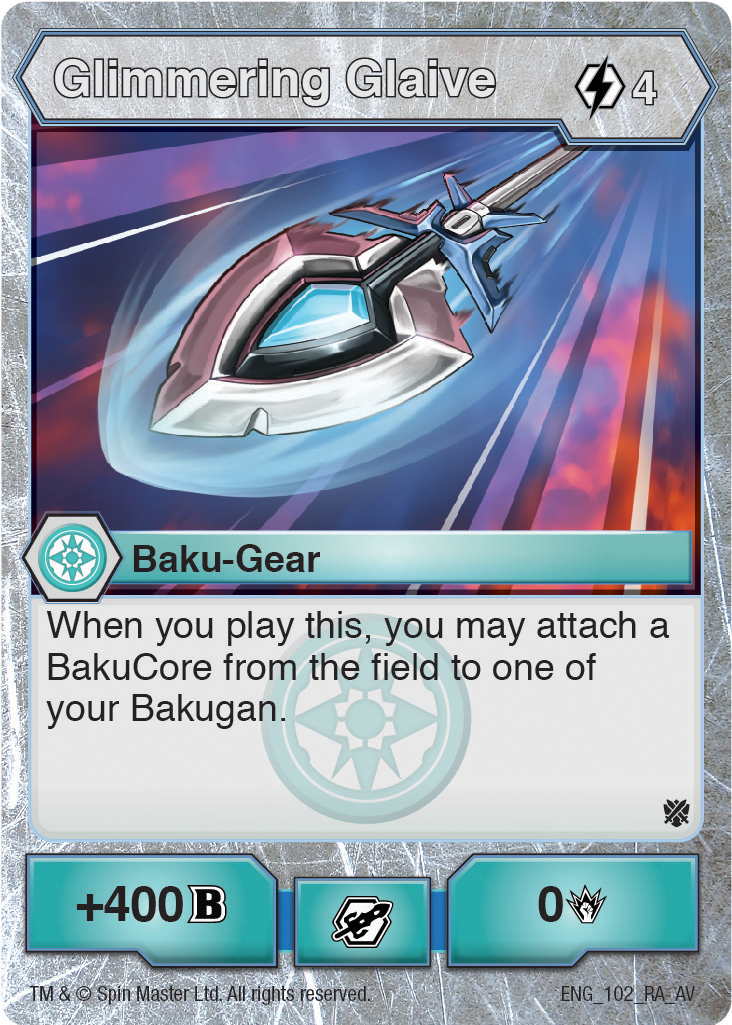 Glimmering Glaive
4
Baku-Gear
When you play this, you may attach a
BakuCore from the field to one of
your Bakugan.
+400 B
0
TM & © Spin Master Ltd. All rights reserved.
ENG_102_RA_AV